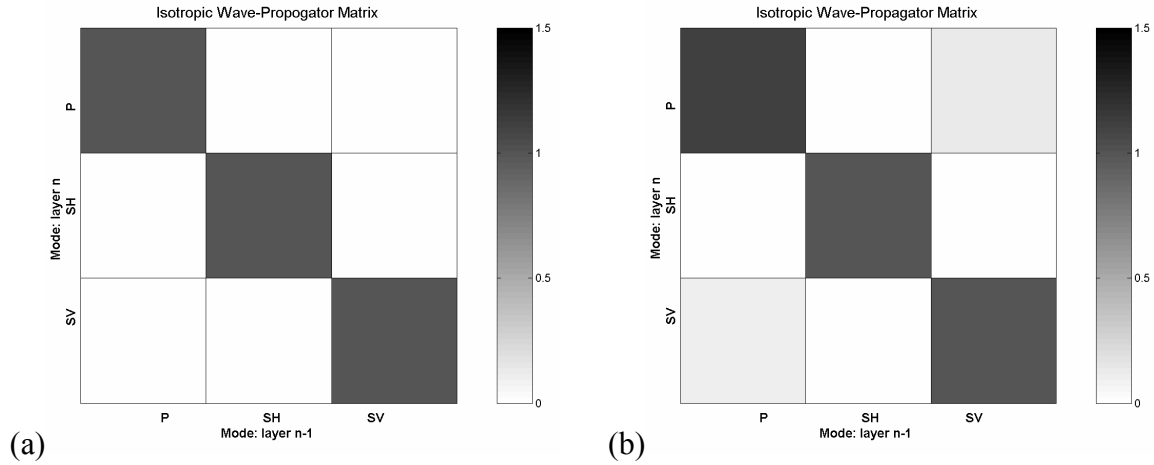 Isotropic Wave-Propogator Matrix
P
SH
SV
Mode: layer n
P SH SV
Mode: layer n-1
1.5
1
0.5
0
(a)
Isotropic Wave-Propagator Matrix
P
SH
SV
Mode: layer n
P SH SV
Mode: layer n-1
1.5
1
0.5
0
(b)